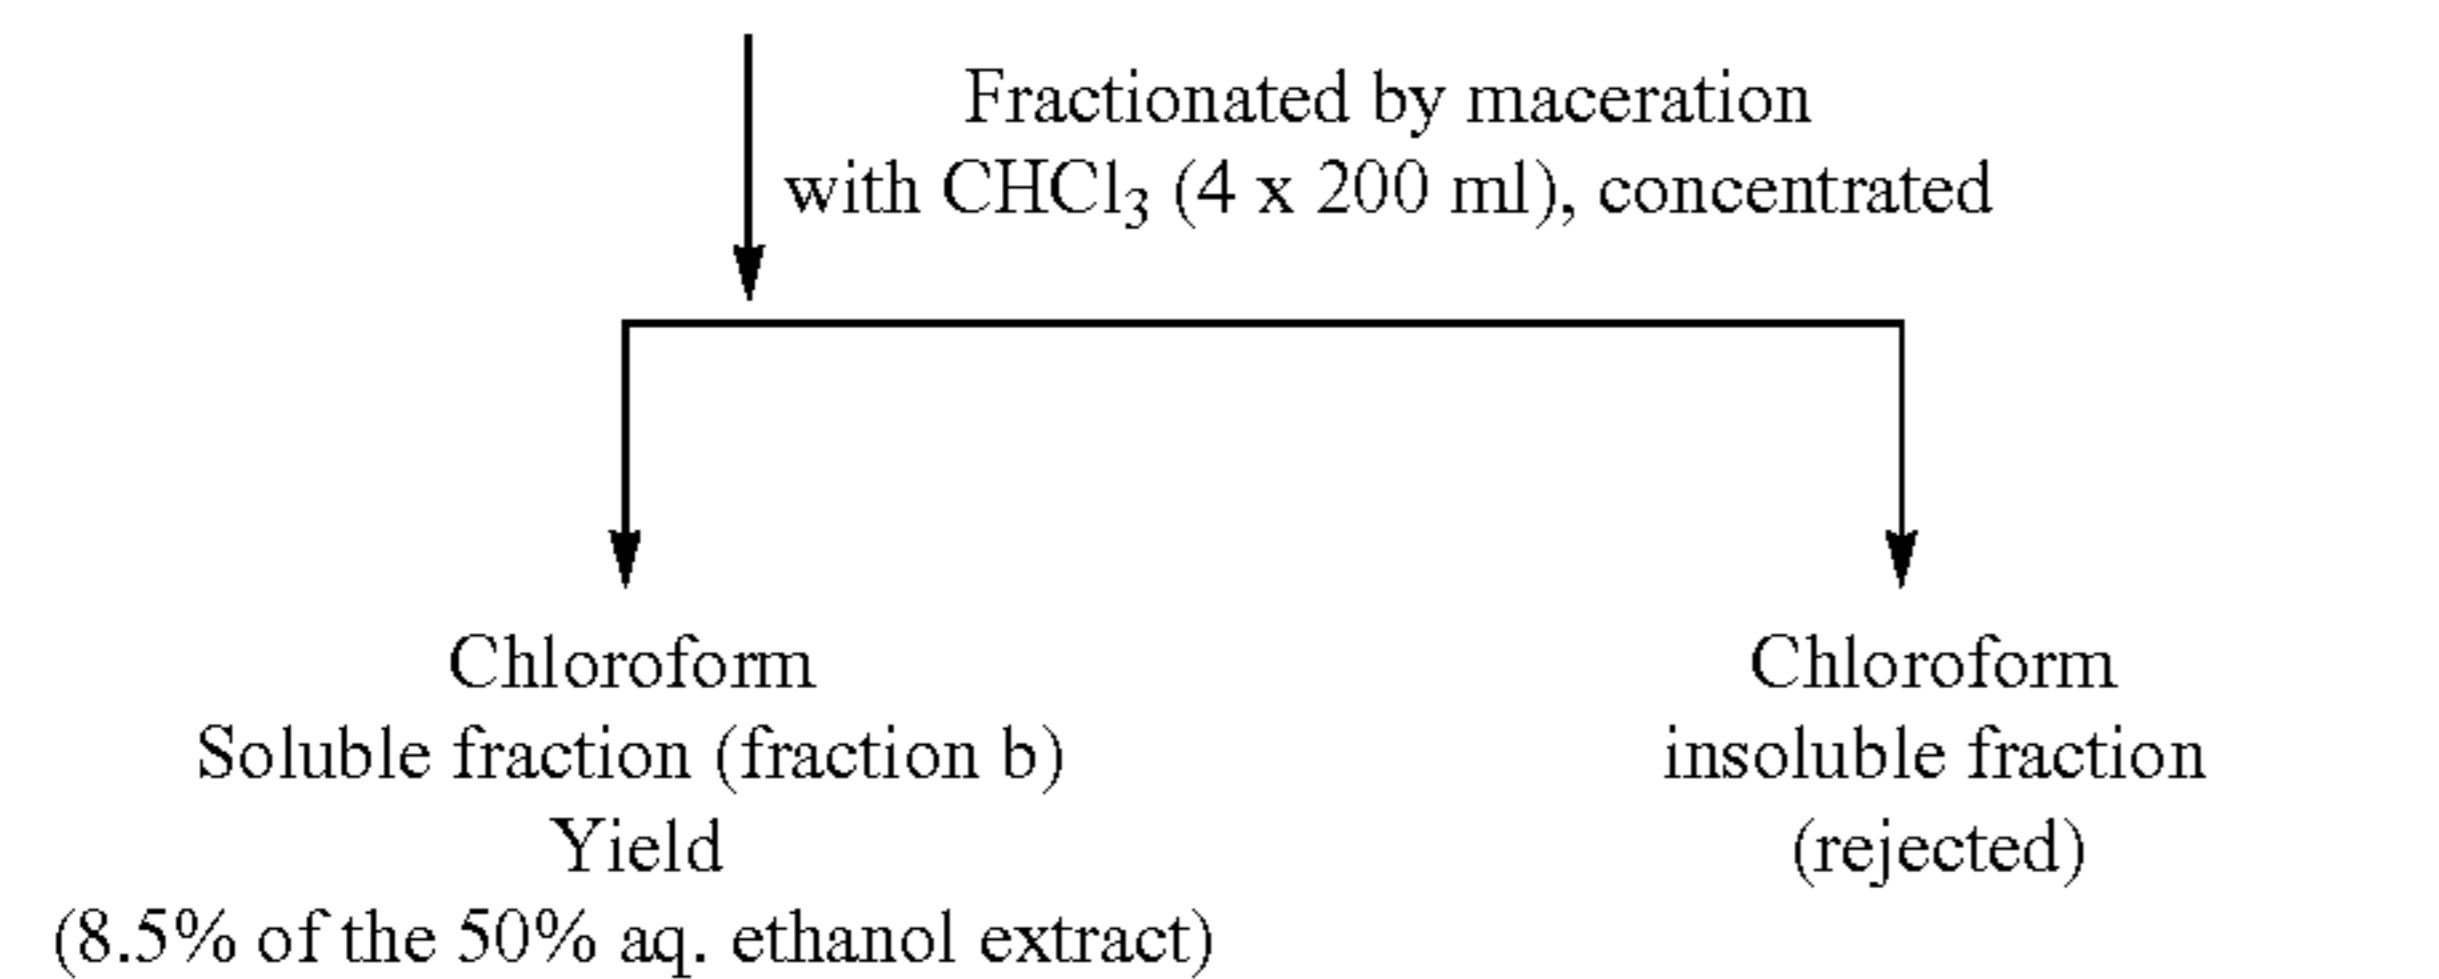 Fractionated by maceration
with CHCl₃ (4 x 200 ml), concentrated
Chloroform
Soluble fraction (fraction b)
Yield
(8.5% of the 50% aq. ethanol extract)
Chloroform
insoluble fraction
(rejected)